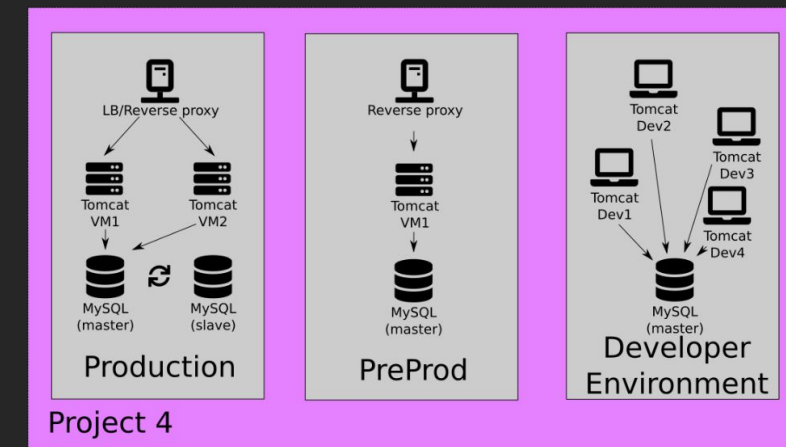 LB/Reverse proxy
Tomcat
VM1
Tomcat
VM2
MySQL
(master)
MySQL
(slave)
Production
Reverse proxy
Tomcat
VM1
MySQL
(master)
PreProd
Tomcat
Dev2
Tomcat
Dev3
Tomcat
Dev1
Tomcat
Dev4
MySQL
(master)
Developer
Environment
Project 4